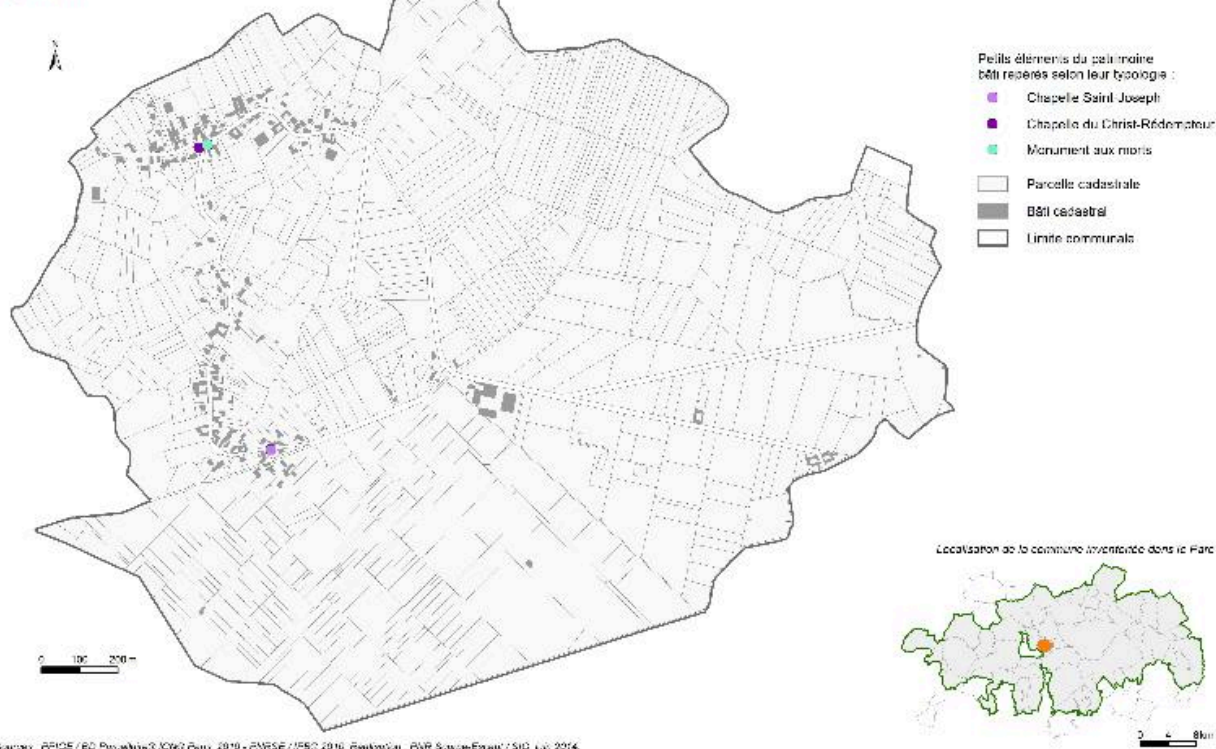 N
Petits éléments du patrimoine
bâti repérés selon leur typologie :
Chapelle Saint-Joseph
Chapelle du Christ-Rédempteur
Monument aux morts
Parcelle cadastrale
Bâti cadastral
Limite communale
Localisation de la commune inventoriée dans le Parc
0 100 200 m
0 4 8km